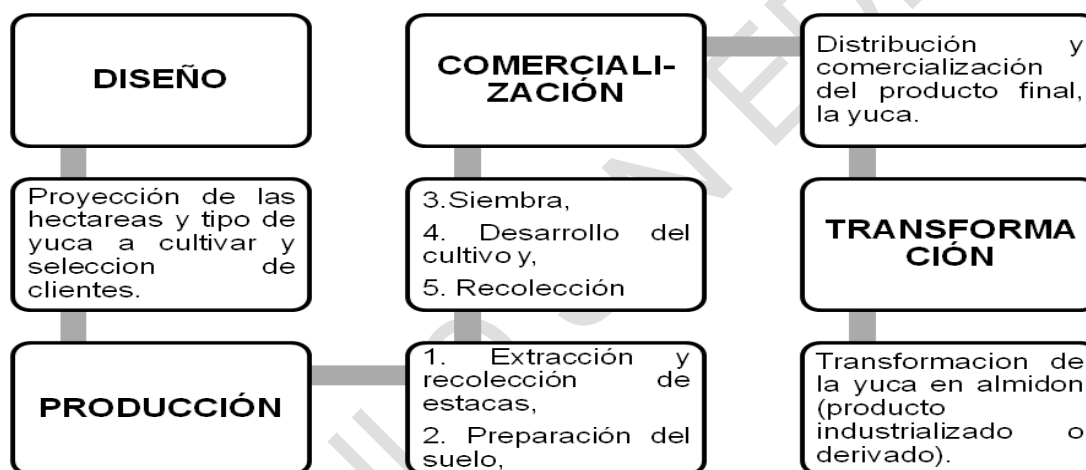 DISEÑO
Proyección de las
hectareas y tipo de
yuca a cultivar y
seleccion de
clientes.
PRODUCCIÓN
1. Extracción y
recolección de
estacas,
2. Preparación del
suelo,
3.Siembra,
4. Desarrollo del
cultivo y,
5. Recolección
COMERCIALI-
ZACIÓN
Distribución y
comercialización
del producto final,
la yuca.
TRANSFORMA
CIÓN
Transformacion de
la yuca en almidon
(producto
industrializado o
derivado).